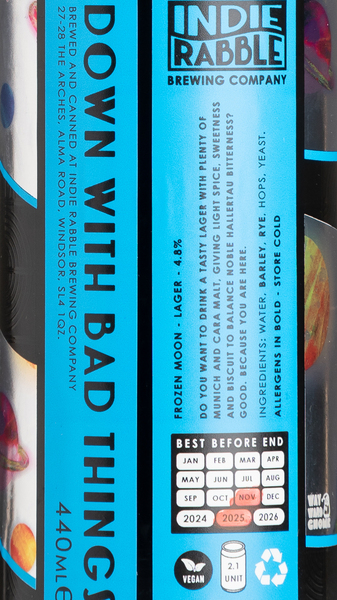 INDIE
RABBLE
BREWING COMPANY
FROZEN MOON - LAGER - 4.8%
DO YOU WANT TO DRINK A TASTY LAGER WITH PLENTY OF
MUNICH AND CARA MALT, GIVING LIGHT SPICE, SWEETNESS
AND BISCUIT TO BALANCE NOBLE HALLERTAU BITTERNESS?
GOOD. BECAUSE YOU ARE HERE.
INGREDIENTS: WATER, BARLEY, RYE, HOPS, YEAST.
ALLERGENS IN BOLD - STORE COLD
BEST BEFORE END
JAN FEB MAR APR
MAY JUN JUL AUG
SEP OCT NOV DEC
2024 2025 2026
VEGAN
2.1
UNIT
DOWN WITH BAD THINGS
BREWED AND CANNED AT INDIE RABBLE BREWING COMPANY
27-28 THE ARCHES, ALMA ROAD, WINDSOR, SL4 1QZ.
440ML℮
WAY
WARD
GNOME